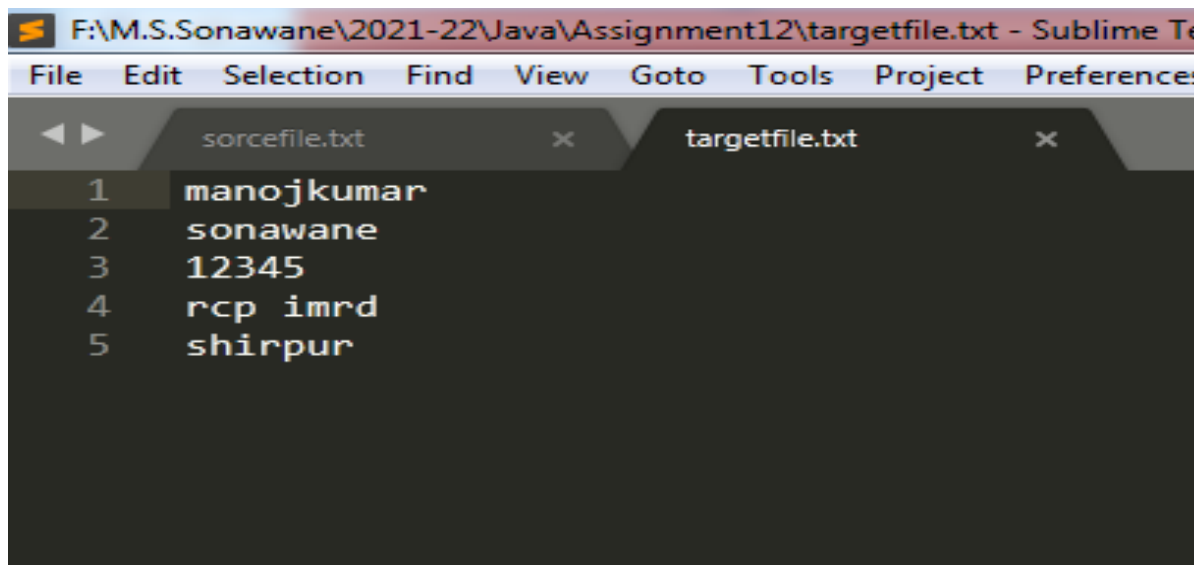 F:\M.S.Sonawane\2021-22\Java\Assignment12\targetfile.txt - Sublime Te
File Edit Selection Find View Goto Tools Project Preferences
sorcefile.txt × targetfile.txt ×
1 manojkumar
2 sonawane
3 12345
4 rcp imrd
5 shirpur